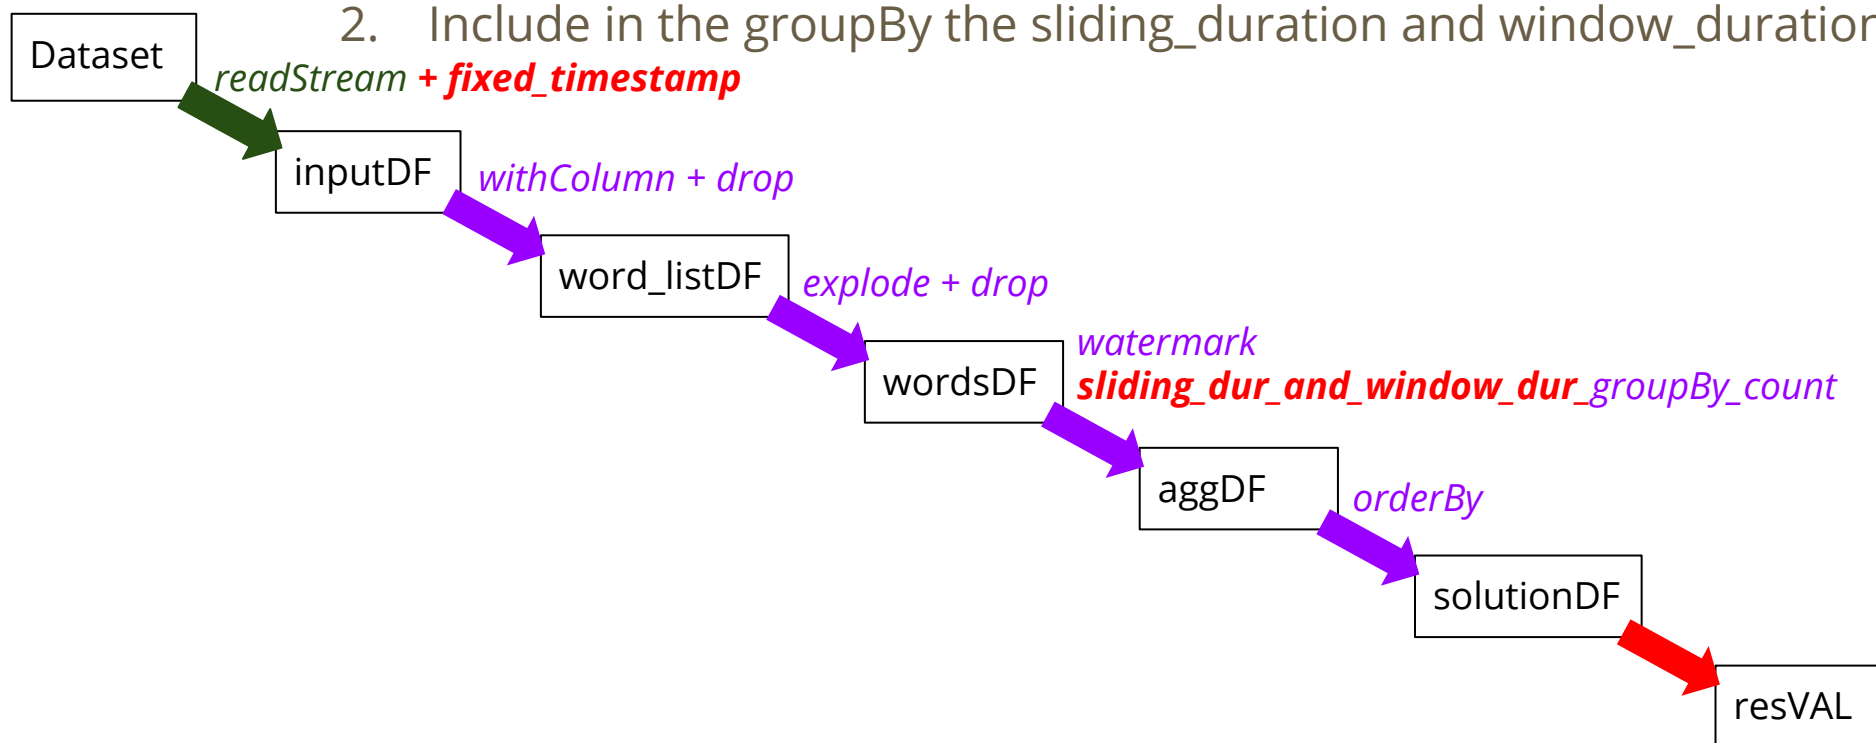 2. Include in the groupBy the sliding_duration and window_duration
Dataset
readStream + fixed_timestamp
inputDF
withColumn + drop
word_listDF
explode + drop
wordsDF
watermark
sliding_dur_and_window_dur_groupBy_count
aggDF
orderBy
solutionDF
resVAL